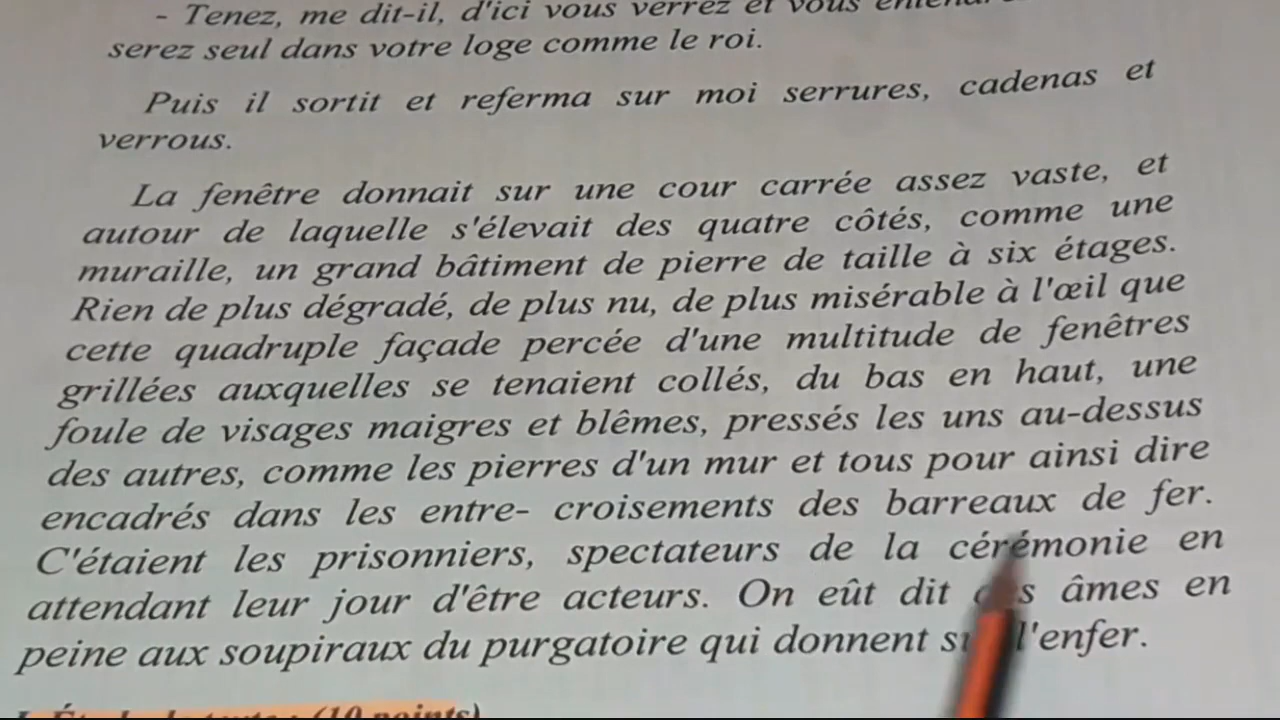 - Tenez, me dit-il, d'ici vous verrez et vous
serez seul dans votre loge comme le roi.
Puis il sortit et referma sur moi serrures, cadenas et
verrous.
La fenêtre donnait sur une cour carrée assez vaste, et
autour de laquelle s'élevait des quatre côtés, comme une
muraille, un grand bâtiment de pierre de taille à six étages.
Rien de plus dégradé, de plus nu, de plus misérable à l'œil que
cette quadruple façade percée d'une multitude de fenêtres
grillées auxquelles se tenaient collés, du bas en haut, une
foule de visages maigres et blêmes, pressés les uns au-dessus
des autres, comme les pierres d'un mur et tous pour ainsi dire
encadrés dans les entre- croisements des barreaux de fer.
C'étaient les prisonniers, spectateurs de la cérémonie en
attendant leur jour d'être acteurs. On eût dit des âmes en
peine aux soupiraux du purgatoire qui donnent sur l'enfer.
I. Étude de texte : (10 points)